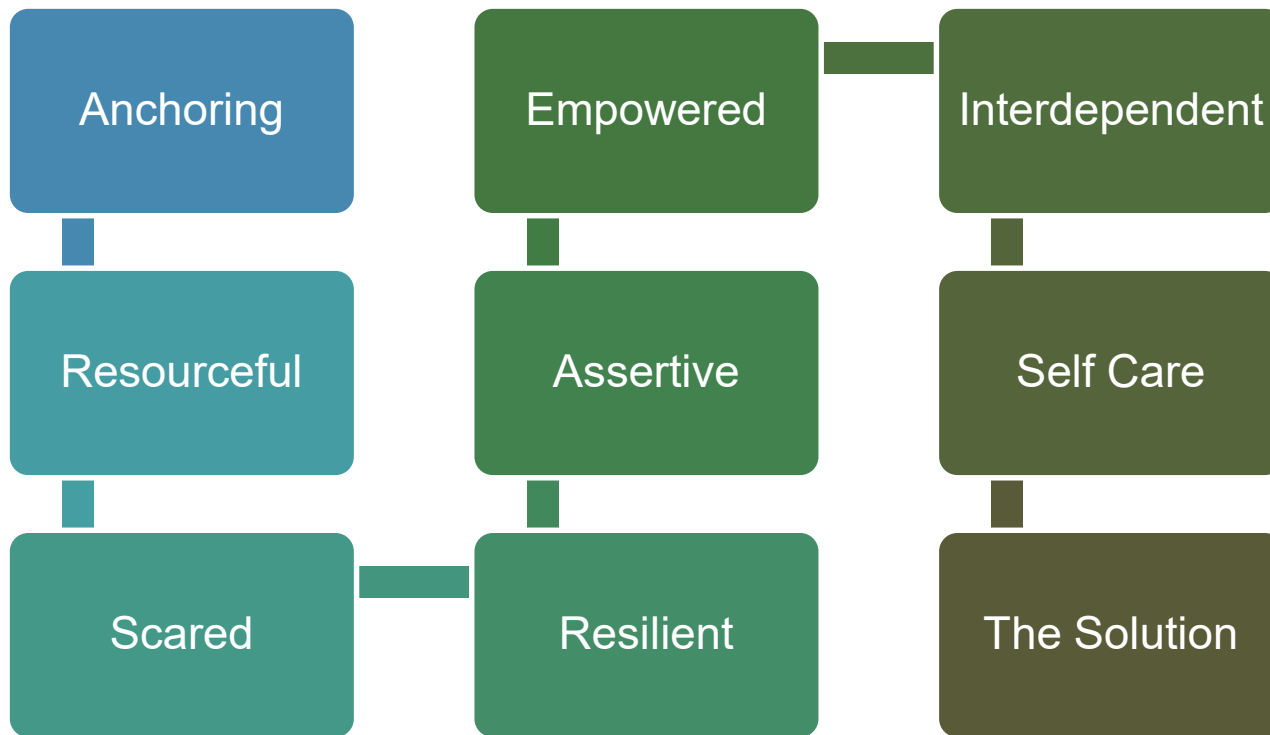 Anchoring
Resourceful
Scared
Resilient
Assertive
Empowered
Interdependent
Self Care
The Solution